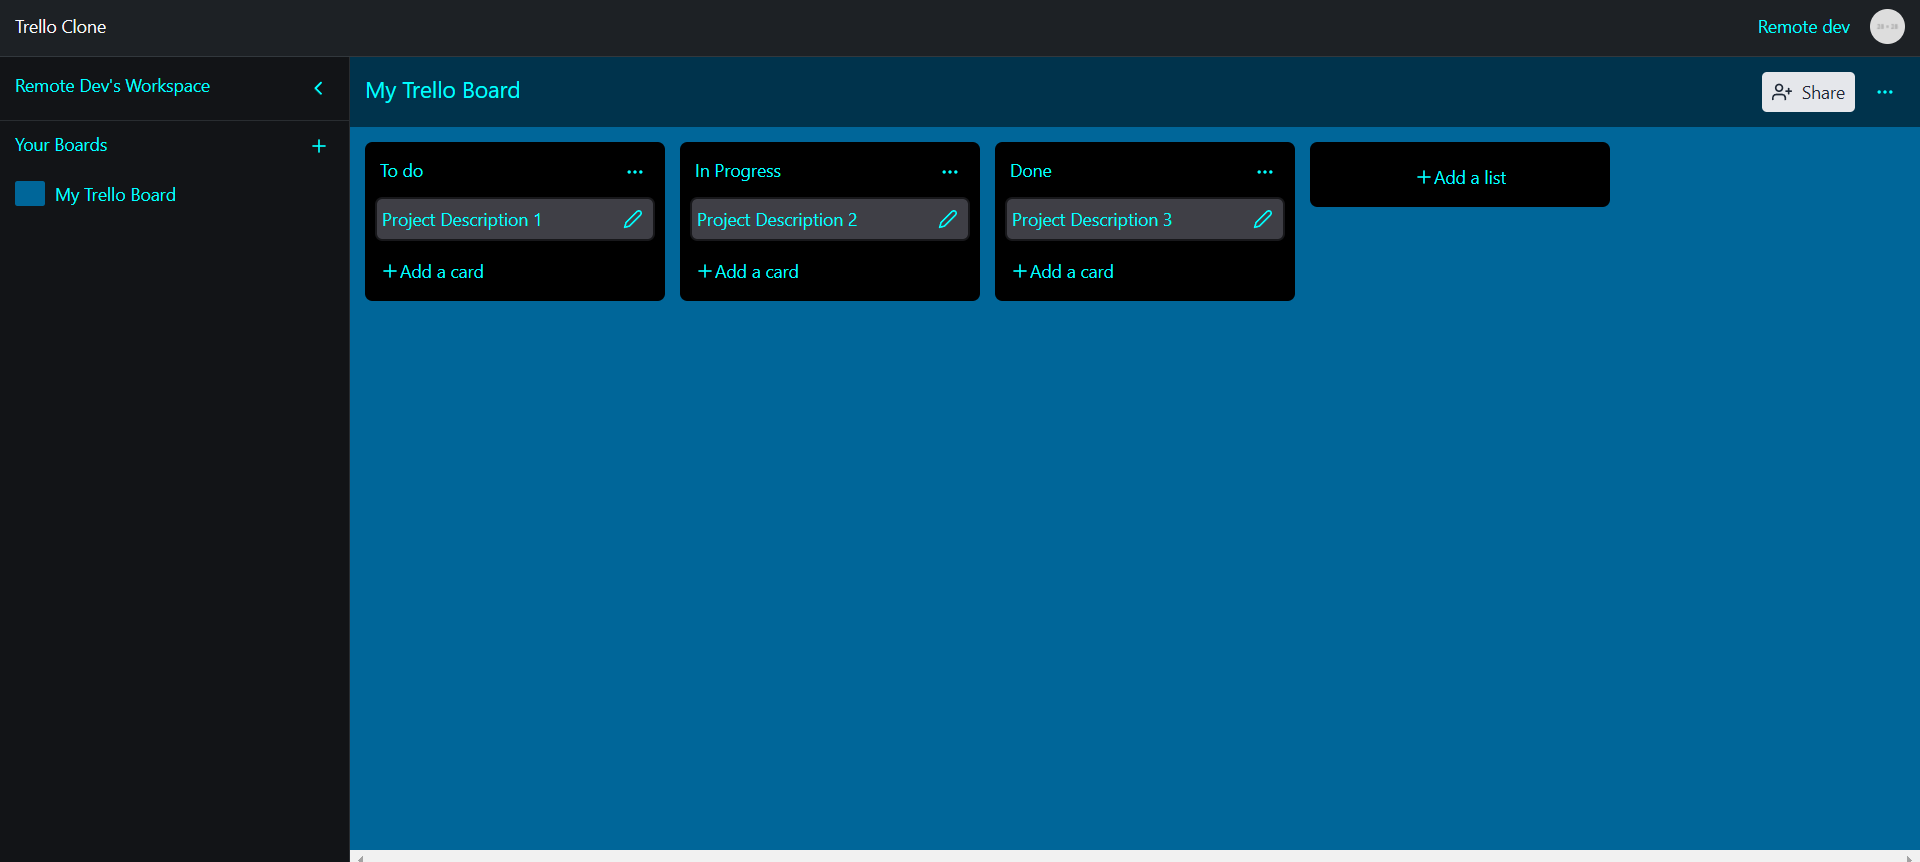 Trello Clone
Remote dev
Remote Dev's Workspace
Your Boards
My Trello Board
My Trello Board
Share
To do
Project Description 1
Add a card
In Progress
Project Description 2
Add a card
Done
Project Description 3
Add a card
Add a list